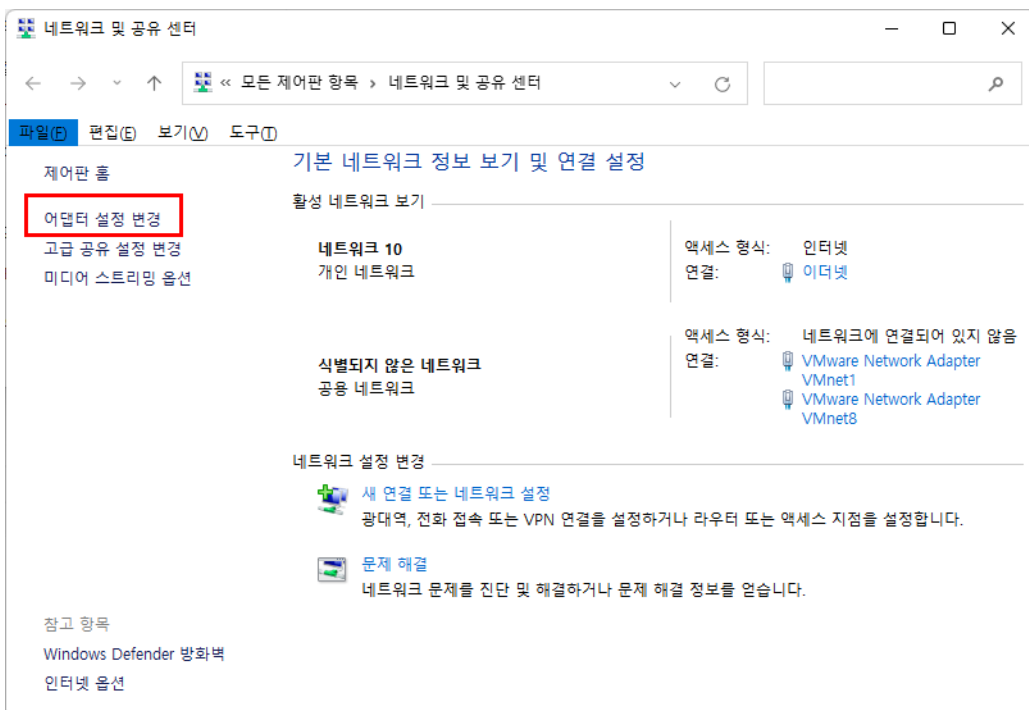 네트워크 및 공유 센터
« 모든 제어판 항목 › 네트워크 및 공유 센터
파일(F) 편집(E) 보기(V) 도구(T)
제어판 홈
어댑터 설정 변경
고급 공유 설정 변경
미디어 스트리밍 옵션
기본 네트워크 정보 보기 및 연결 설정
활성 네트워크 보기
네트워크 10
개인 네트워크
액세스 형식: 인터넷
연결: 이더넷
식별되지 않은 네트워크
공용 네트워크
액세스 형식: 네트워크에 연결되어 있지 않음
연결: VMware Network Adapter
VMnet1
VMware Network Adapter
VMnet8
네트워크 설정 변경
새 연결 또는 네트워크 설정
광대역, 전화 접속 또는 VPN 연결을 설정하거나 라우터 또는 액세스 지점을 설정합니다.
문제 해결
네트워크 문제를 진단 및 해결하거나 문제 해결 정보를 얻습니다.
참고 항목
Windows Defender 방화벽
인터넷 옵션